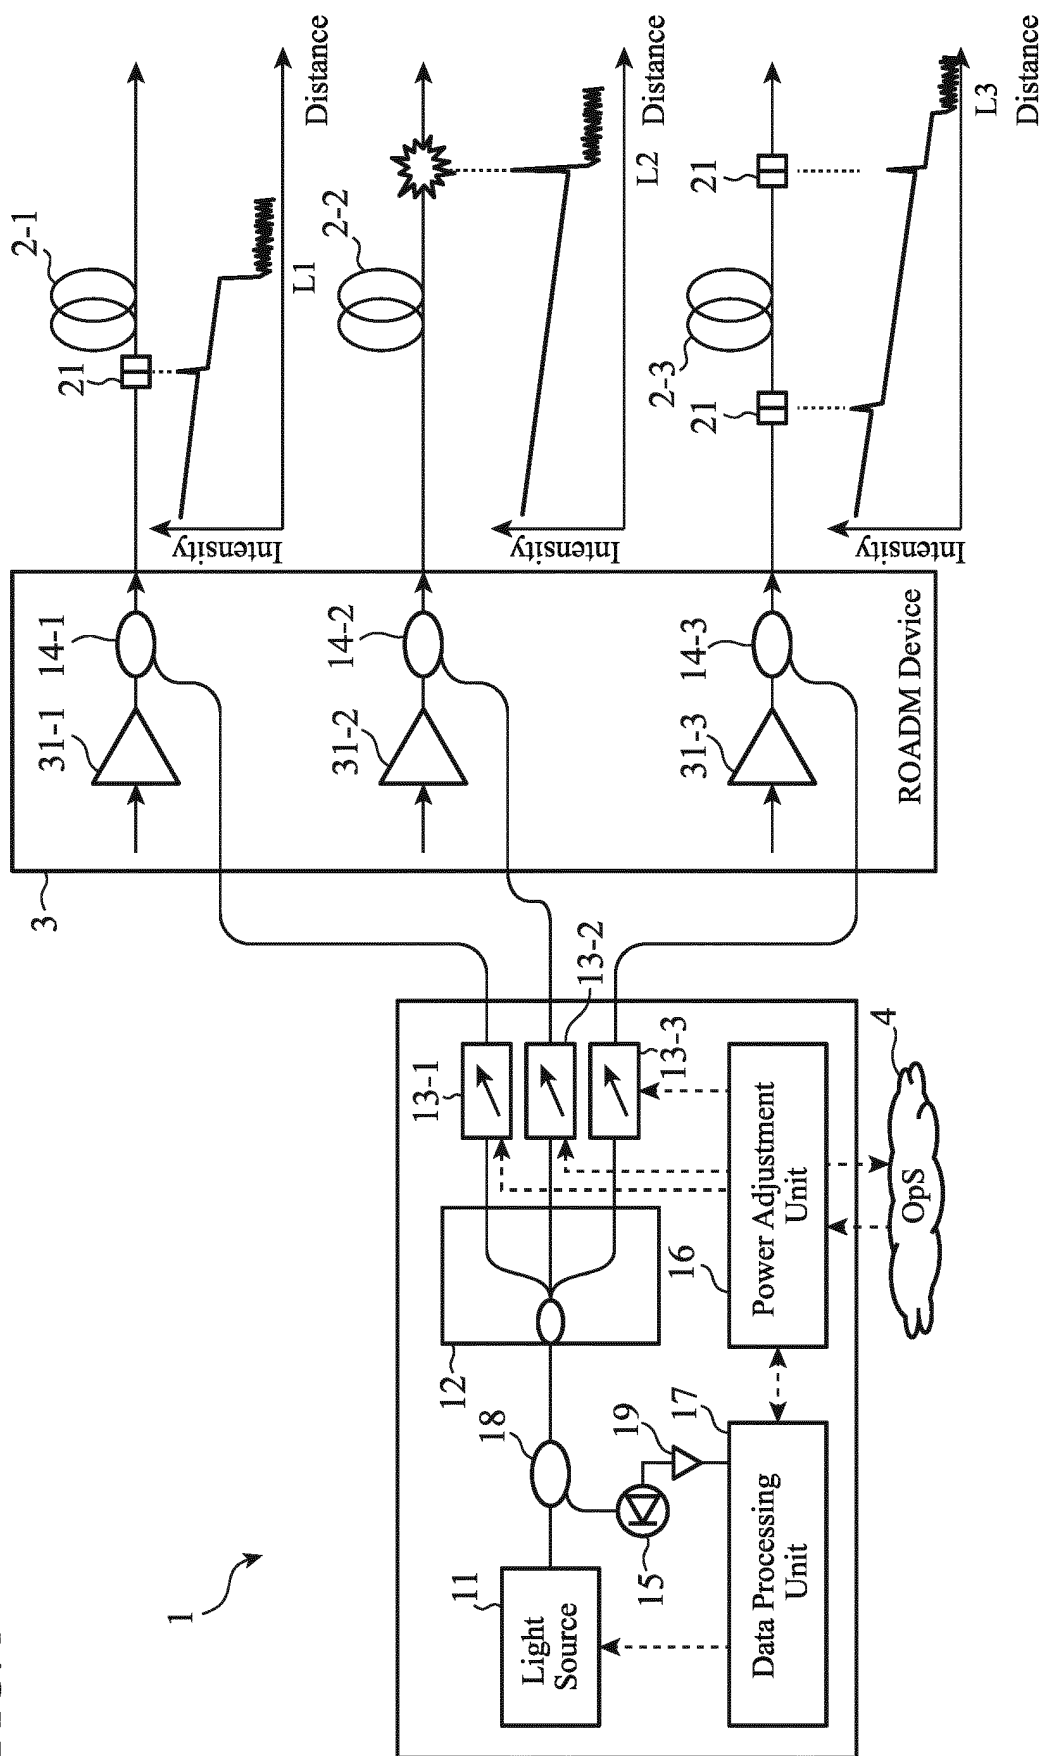 1
11
Light
Source
18
12
15
19
17
Data Processing
Unit
16
Power Adjustment
Unit
13-1
13-2
13-3
4
OpS
3
ROADM Device
31-1
14-1
31-2
14-2
31-3
14-3
21
2-1
Intensity
L1
Distance
2-2
Intensity
L2
Distance
21
2-3
21
Intensity
L3
Distance